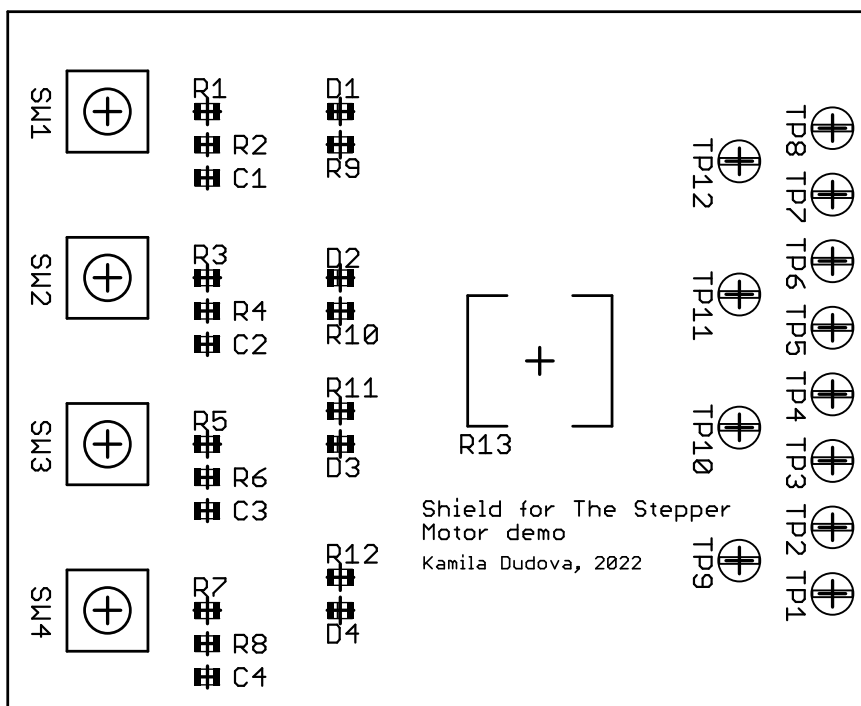 SW1
R1
R2
C1
D1
R9
TP12
TP8
TP7
SW2
R3
R4
C2
D2
R10
TP11
TP6
TP5
SW3
R5
R6
C3
R11
D3
R13
TP10
TP4
TP3
Shield for The Stepper
Motor demo
Kamila Dudova, 2022
SW4
R7
R8
C4
R12
D4
TP9
TP2
TP1